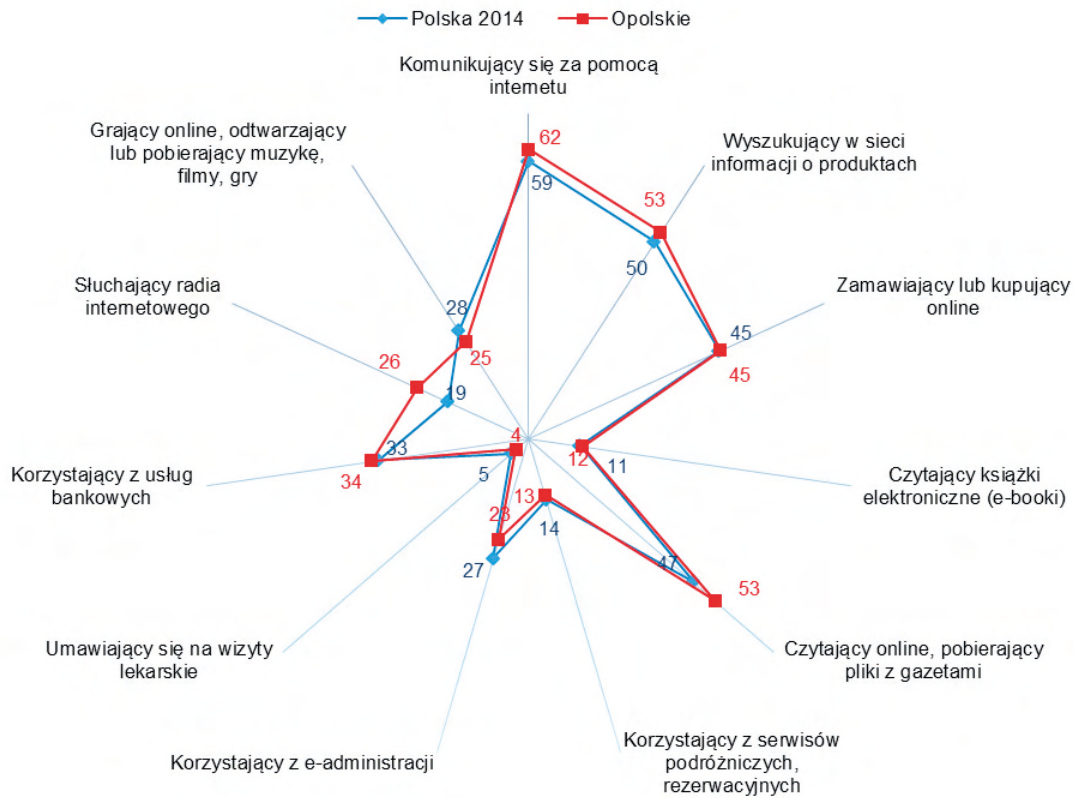 Polska 2014
Opolskie
Komunikujący się za pomocą
internetu
62
59
Wyszukujący w sieci
informacji o produktach
53
50
Zamawiający lub kupujący
online
45
45
Czytający książki
elektroniczne (e-booki)
12
11
Czytający online, pobierający
pliki z gazetami
47
53
Korzystający z serwisów
podróżniczych,
rezerwacyjnych
13
14
Korzystający z e-administracji
23
27
Umawiający się na wizyty
lekarskie
4
5
Korzystający z usług
bankowych
33
34
Słuchający radia
internetowego
26
19
Grający online, odtwarzający
lub pobierający muzykę,
filmy, gry
28
25